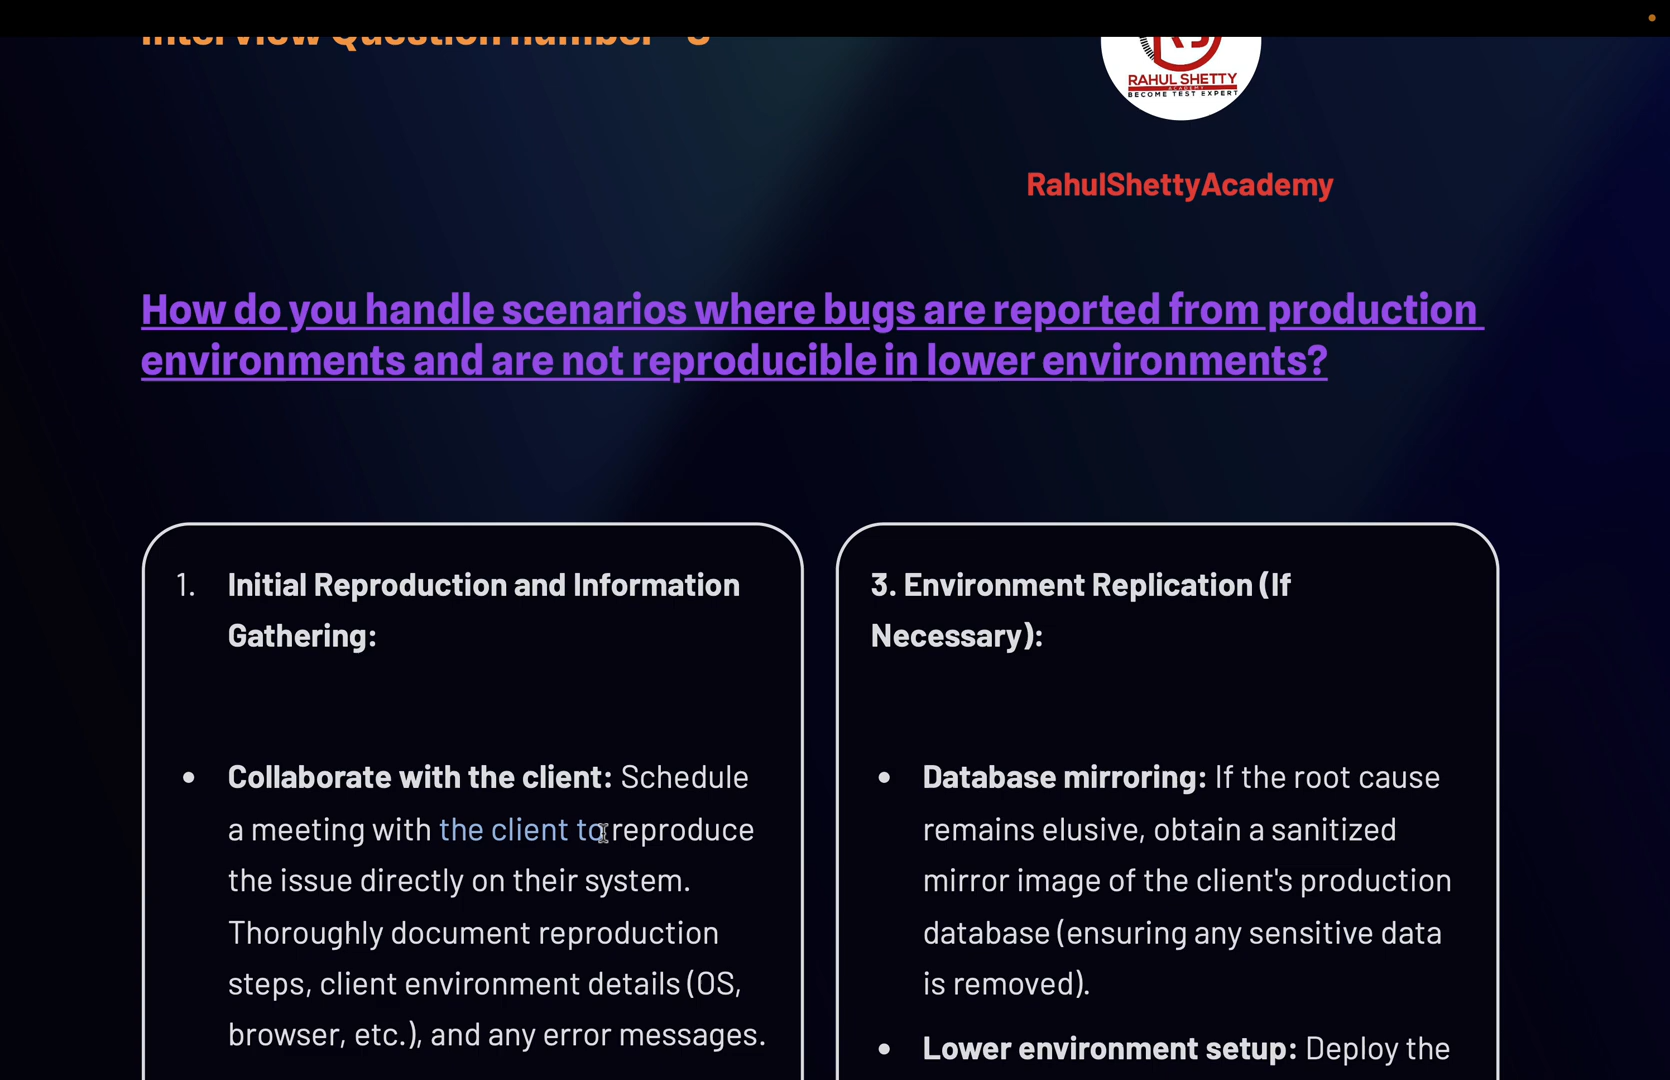 Interview Question number -
RAHUL SHETTY
ACADEMY
BECOME TEST EXPERT
RahulShettyAcademy
How do you handle scenarios where bugs are reported from production
environments and are not reproducible in lower environments?
1. Initial Reproduction and Information
Gathering:
• Collaborate with the client: Schedule
a meeting with the client to reproduce
the issue directly on their system.
Thoroughly document reproduction
steps, client environment details (OS,
browser, etc.), and any error messages.
3. Environment Replication (If
Necessary):
• Database mirroring: If the root cause
remains elusive, obtain a sanitized
mirror image of the client's production
database (ensuring any sensitive data
is removed).
• Lower environment setup: Deploy the